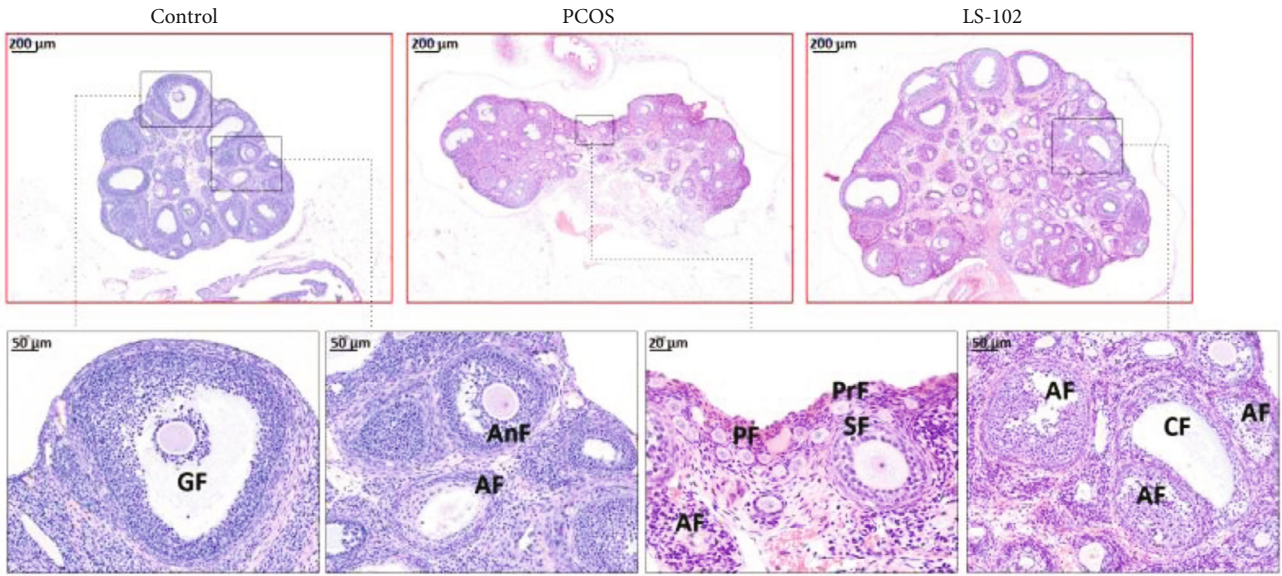 Control PCOS LS-102
200 µm 200 µm 200 µm
50 µm 50 µm 20 µm 50 µm
PrF
AF
AnF PF SF CF AF
GF AF AF AF